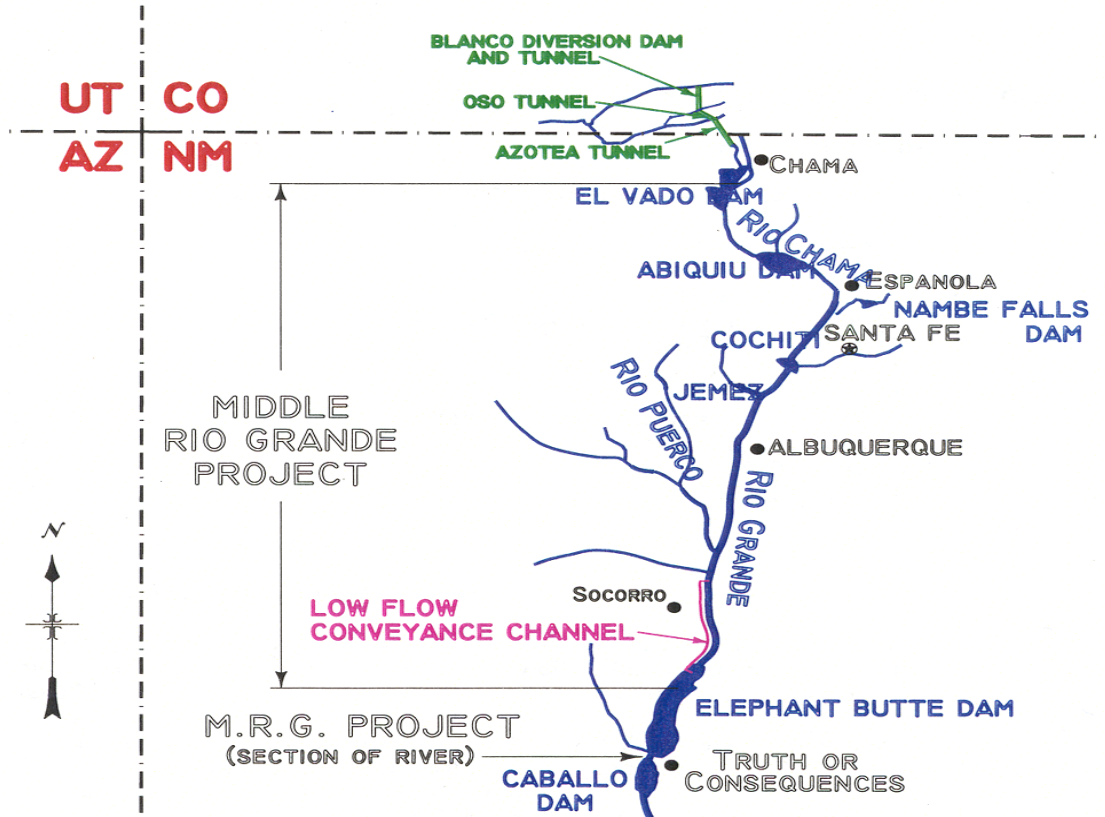 BLANCO DIVERSION DAM
AND TUNNEL
UT CO
OSO TUNNEL
AZ NM
AZOTEA TUNNEL
CHAMA
EL VADO DAM
RIO CHAMA
ABIQUIU DAM
ESPANOLA
NAMBE FALLS
DAM
COCHITI
SANTA FE
RIO PUERCO
JEMEZ
MIDDLE
RIO GRANDE
PROJECT
ALBUQUERQUE
RIO GRANDE
N
SOCORRO
LOW FLOW
CONVEYANCE CHANNEL
ELEPHANT BUTTE DAM
M.R.G. PROJECT
(SECTION OF RIVER)
TRUTH OR
CONSEQUENCES
CABALLO
DAM